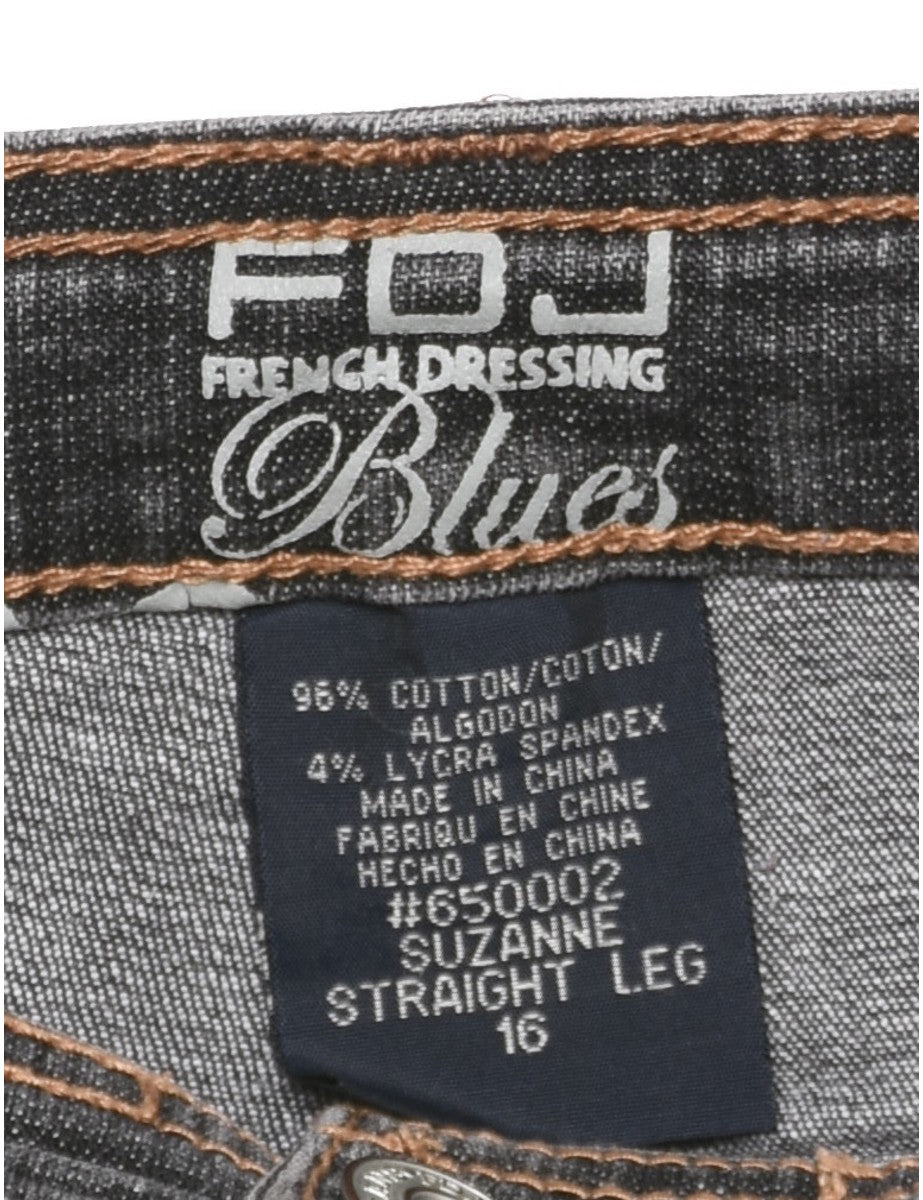 FDJ
FRENCH DRESSING
Blues
96% COTTON/COTON/
ALGODON
4% LYCRA SPANDEX
MADE IN CHINA
FABRIQU EN CHINE
HECHO EN CHINA
#650002
SUZANNE
STRAIGHT LEG
16